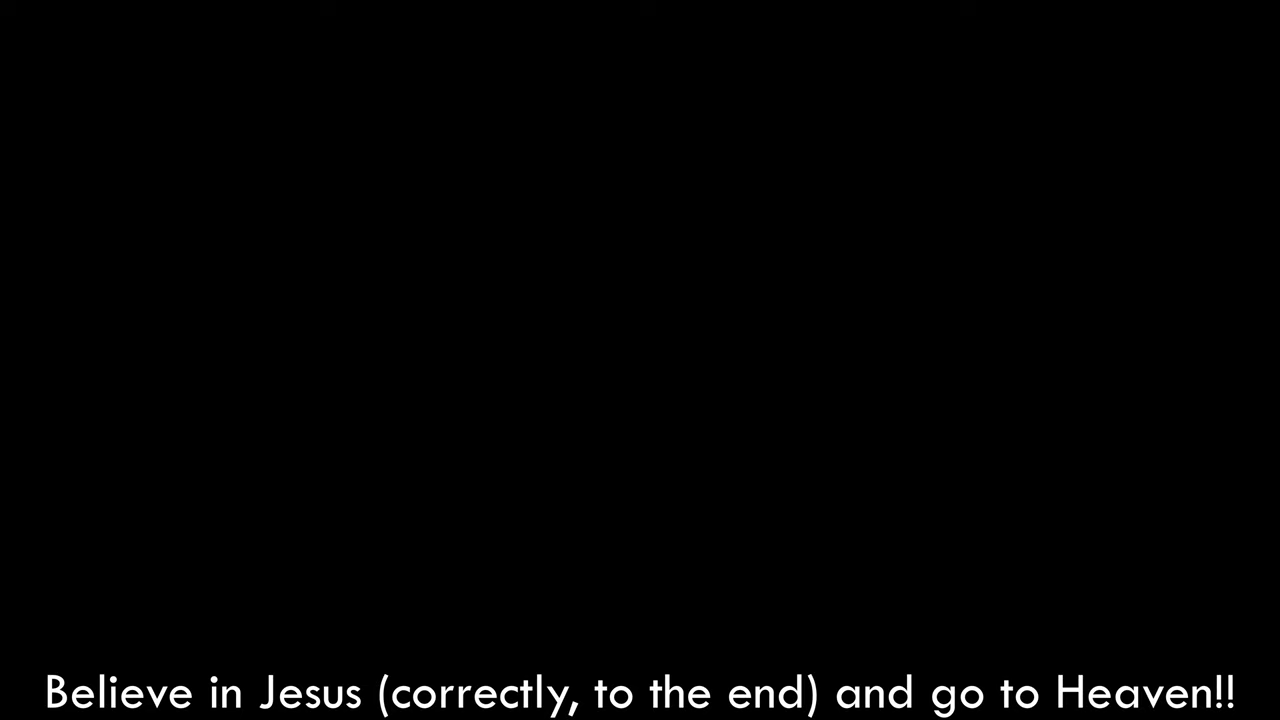 Believe in Jesus (correctly, to the end) and go to Heaven!!